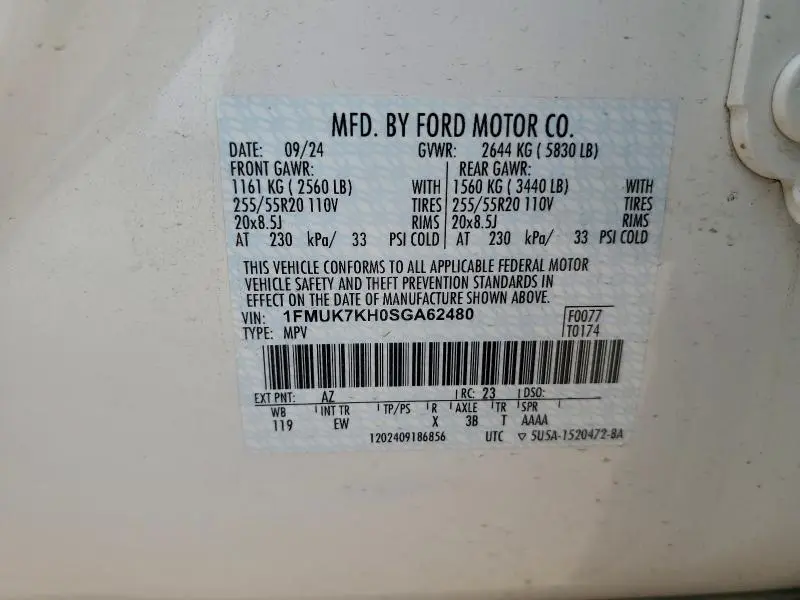 MFD. BY FORD MOTOR CO.
DATE: 09/24 GVWR: 2644 KG ( 5830 LB)
FRONT GAWR: REAR GAWR:
1161 KG ( 2560 LB) WITH 1560 KG ( 3440 LB) WITH
255/55R20 110V TIRES 255/55R20 110V TIRES
20x8.5J RIMS 20x8.5J RIMS
AT 230 kPa/ 33 PSI COLD AT 230 kPa/ 33 PSI COLD
THIS VEHICLE CONFORMS TO ALL APPLICABLE FEDERAL MOTOR
VEHICLE SAFETY AND THEFT PREVENTION STANDARDS IN
EFFECT ON THE DATE OF MANUFACTURE SHOWN ABOVE.
VIN: 1FMUK7KH0SGA62480 F0077
TYPE: MPV T0174
EXT PNT: AZ RC: 23 DSO:
WB INT TR TP/PS R AXLE TR SPR
119 EW X 3B T AAAA
1202409186856 UTC ▽ 5U5A-1520472-BA